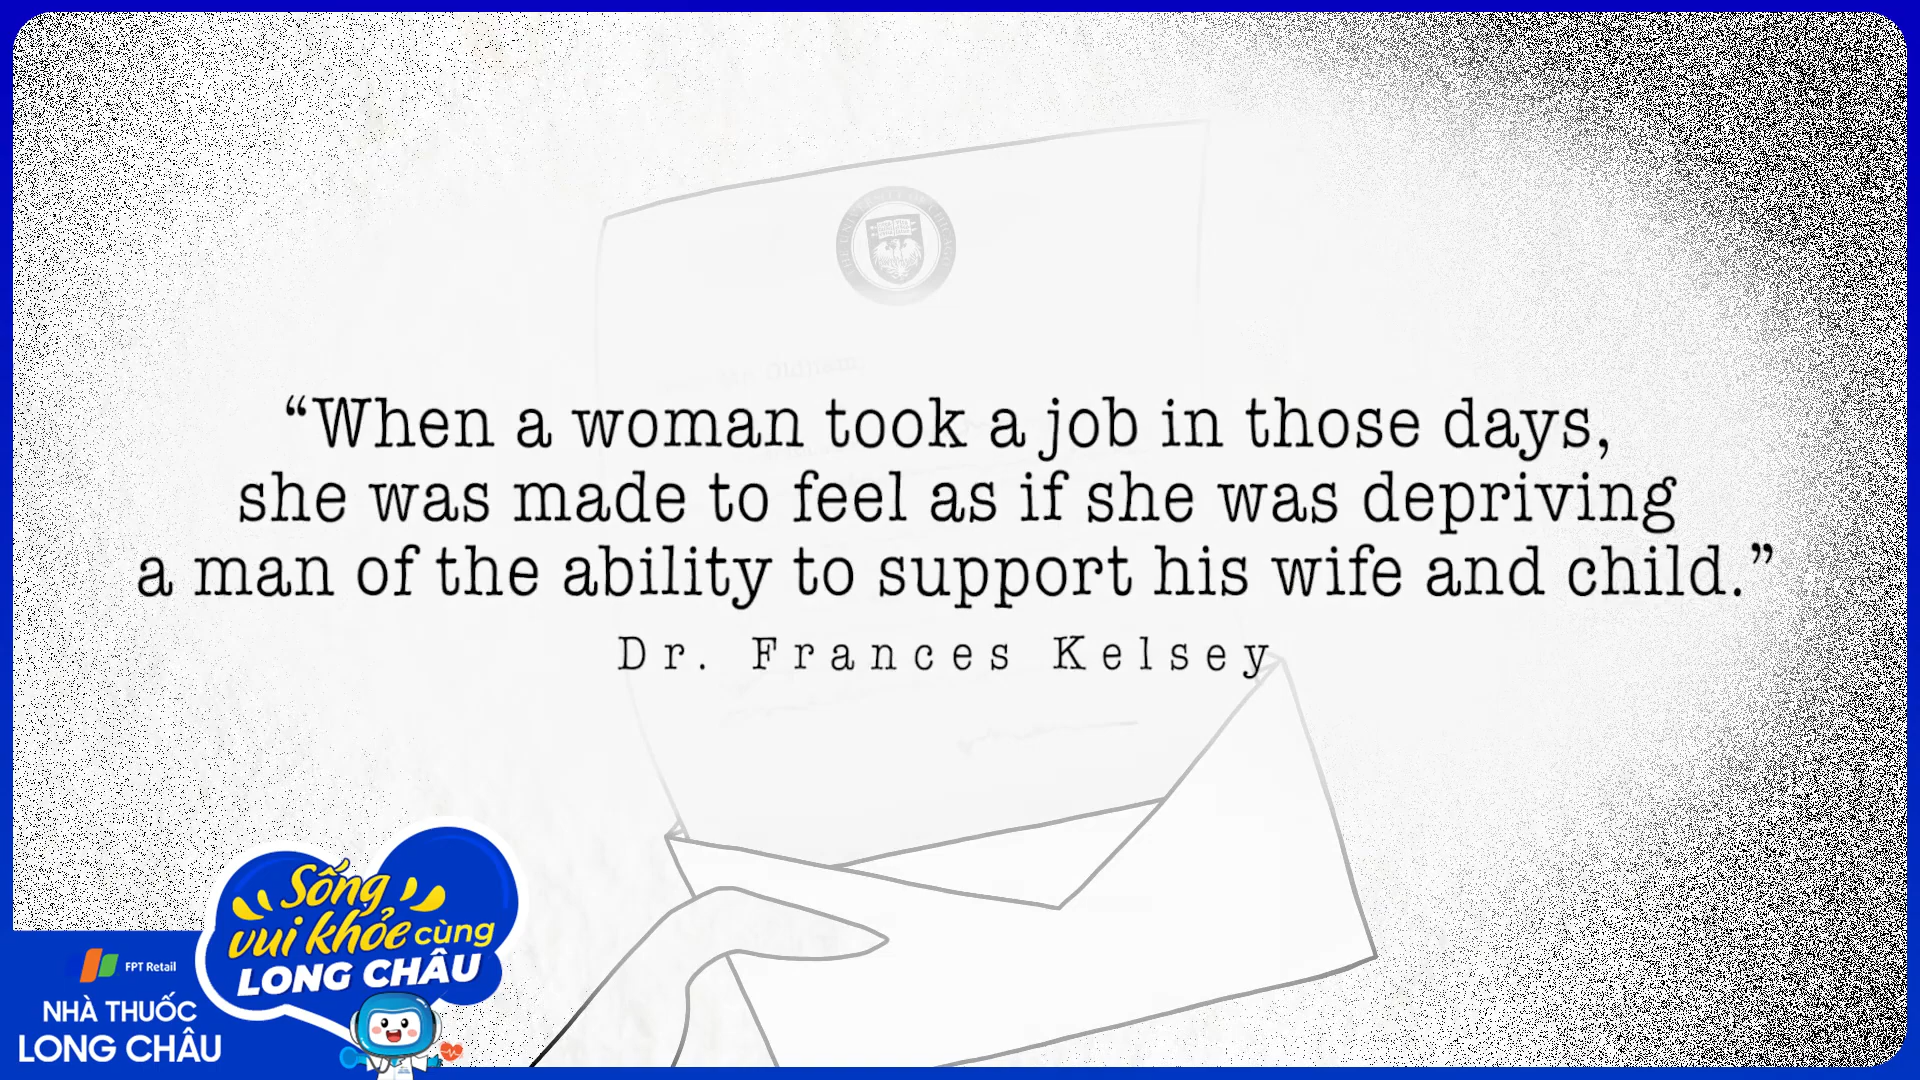 Mr. Oldham,
“When a woman took a job in those days,
she was made to feel as if she was depriving
a man of the ability to support his wife and child.”
Dr. Frances Kelsey
Sống
vui khỏe cùng
LONG CHÂU
FPT Retail
NHÀ THUỐC
LONG CHÂU